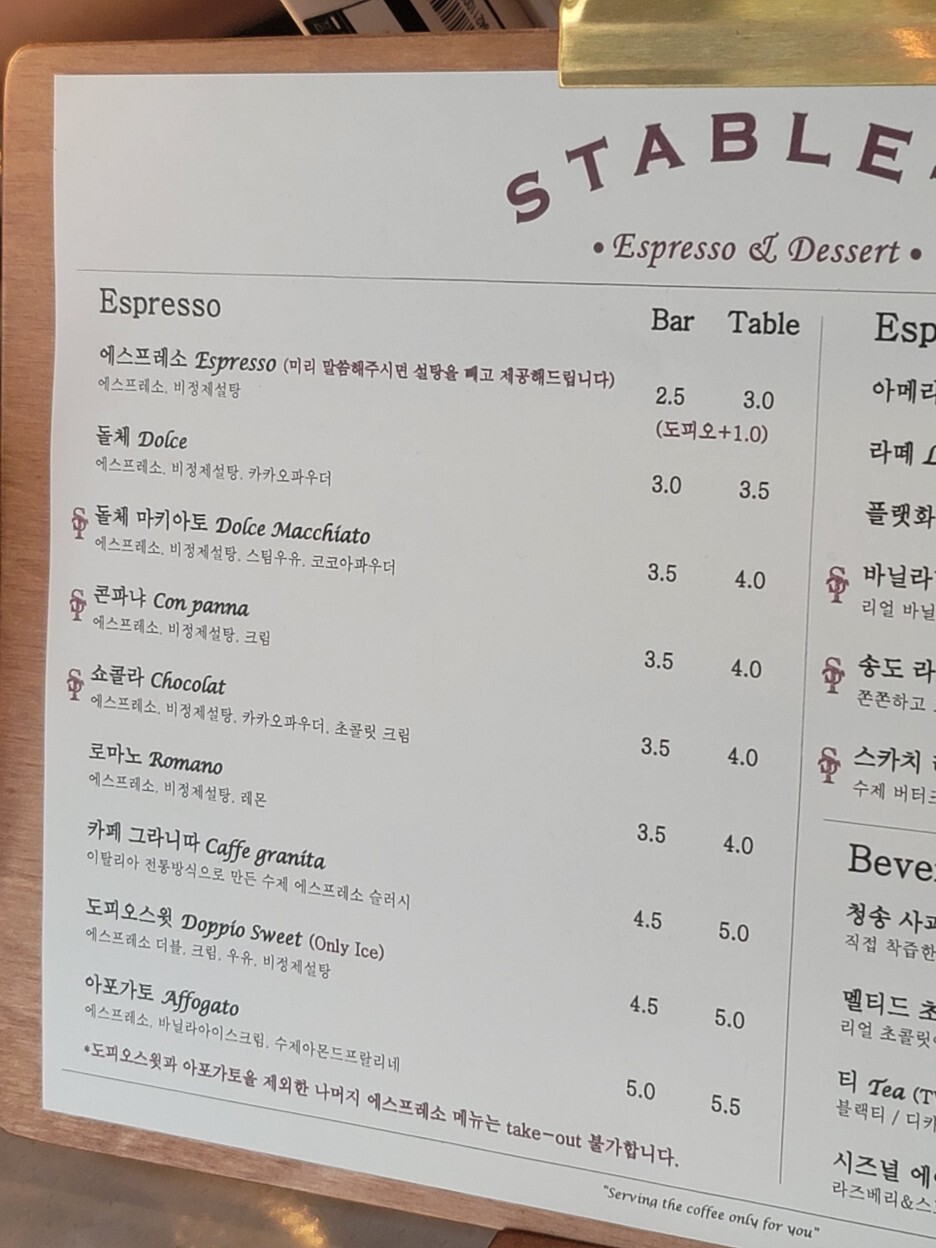 STABLE
• Espresso & Dessert •
Espresso
Bar Table
에스프레소 Espresso (미리 말씀해주시면 설탕을 빼고 제공해드립니다)
에스프레소, 비정제설탕
2.5 3.0
(도피오+1.0)
돌체 Dolce
에스프레소, 비정제설탕, 카카오파우더
3.0 3.5
돌체 마키아토 Dolce Macchiato
에스프레소, 비정제설탕, 스팀우유, 코코아파우더
3.5 4.0
콘파냐 Con panna
에스프레소, 비정제설탕, 크림
3.5 4.0
쇼콜라 Chocolat
에스프레소, 비정제설탕, 카카오파우더, 초콜릿 크림
3.5 4.0
로마노 Romano
에스프레소, 비정제설탕, 레몬
3.5 4.0
카페 그라니따 Caffe granita
이탈리아 전통방식으로 만든 수제 에스프레소 슬러시
4.5 5.0
도피오스윗 Doppio Sweet (Only Ice)
에스프레소 더블, 크림, 우유, 비정제설탕
4.5 5.0
아포가토 Affogato
에스프레소, 바닐라아이스크림, 수제아몬드프랄리네
5.0 5.5
*도피오스윗과 아포가토을 제외한 나머지 에스프레소 메뉴는 take-out 불가합니다.
"Serving the coffee only for you"
Esp
아메리
라떼
플랫화
바닐라
리얼 바닐
송도 라
쫀쫀하고
스카치
수제 버터
Beve
청송 사과
직접 착즙한
멜티드 초
리얼 초콜릿
티 Tea
블랙티 / 디카
시즈널 에
라즈베리&스